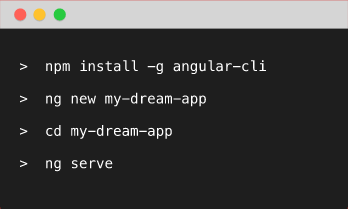 > npm install -g angular-cli
> ng new my-dream-app
> cd my-dream-app
> ng serve